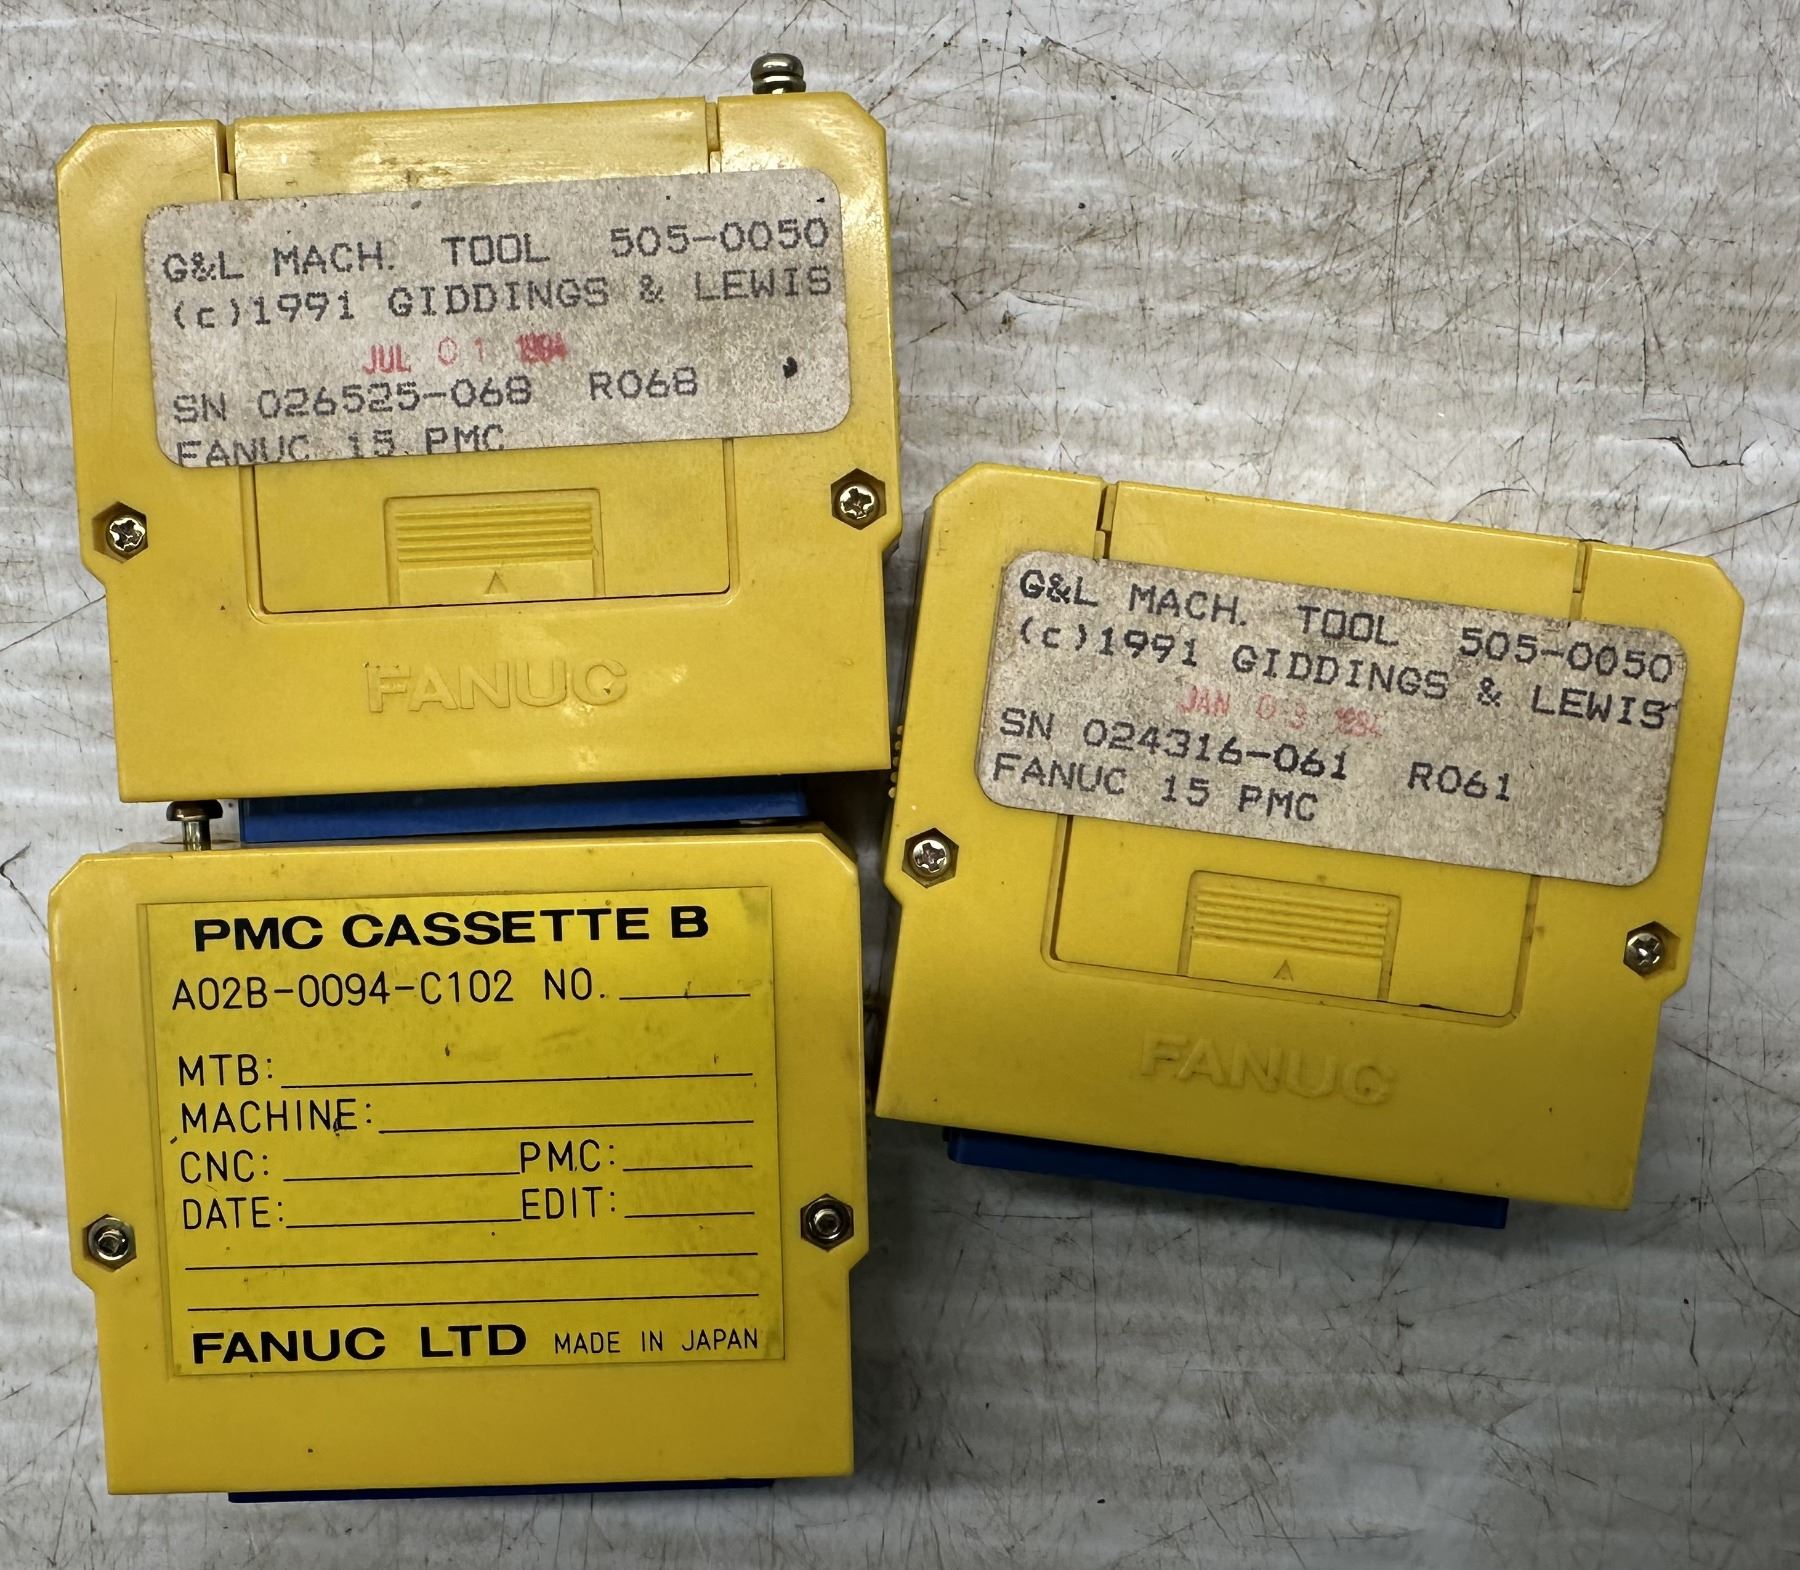 G&L MACH. TOOL 505-0050
(c)1991 GIDDINGS & LEWIS
JUL 01 1994
SN 026525-068 R068
FANUC 15 PMC
FANUC
G&L MACH. TOOL 505-0050
(c)1991 GIDDINGS & LEWIS
JAN 03 1994
SN 024316-061 R061
FANUC 15 PMC
FANUC
PMC CASSETTE B
A02B-0094-C102 NO.
MTB:
MACHINE:
CNC: PMC:
DATE: EDIT:
FANUC LTD MADE IN JAPAN